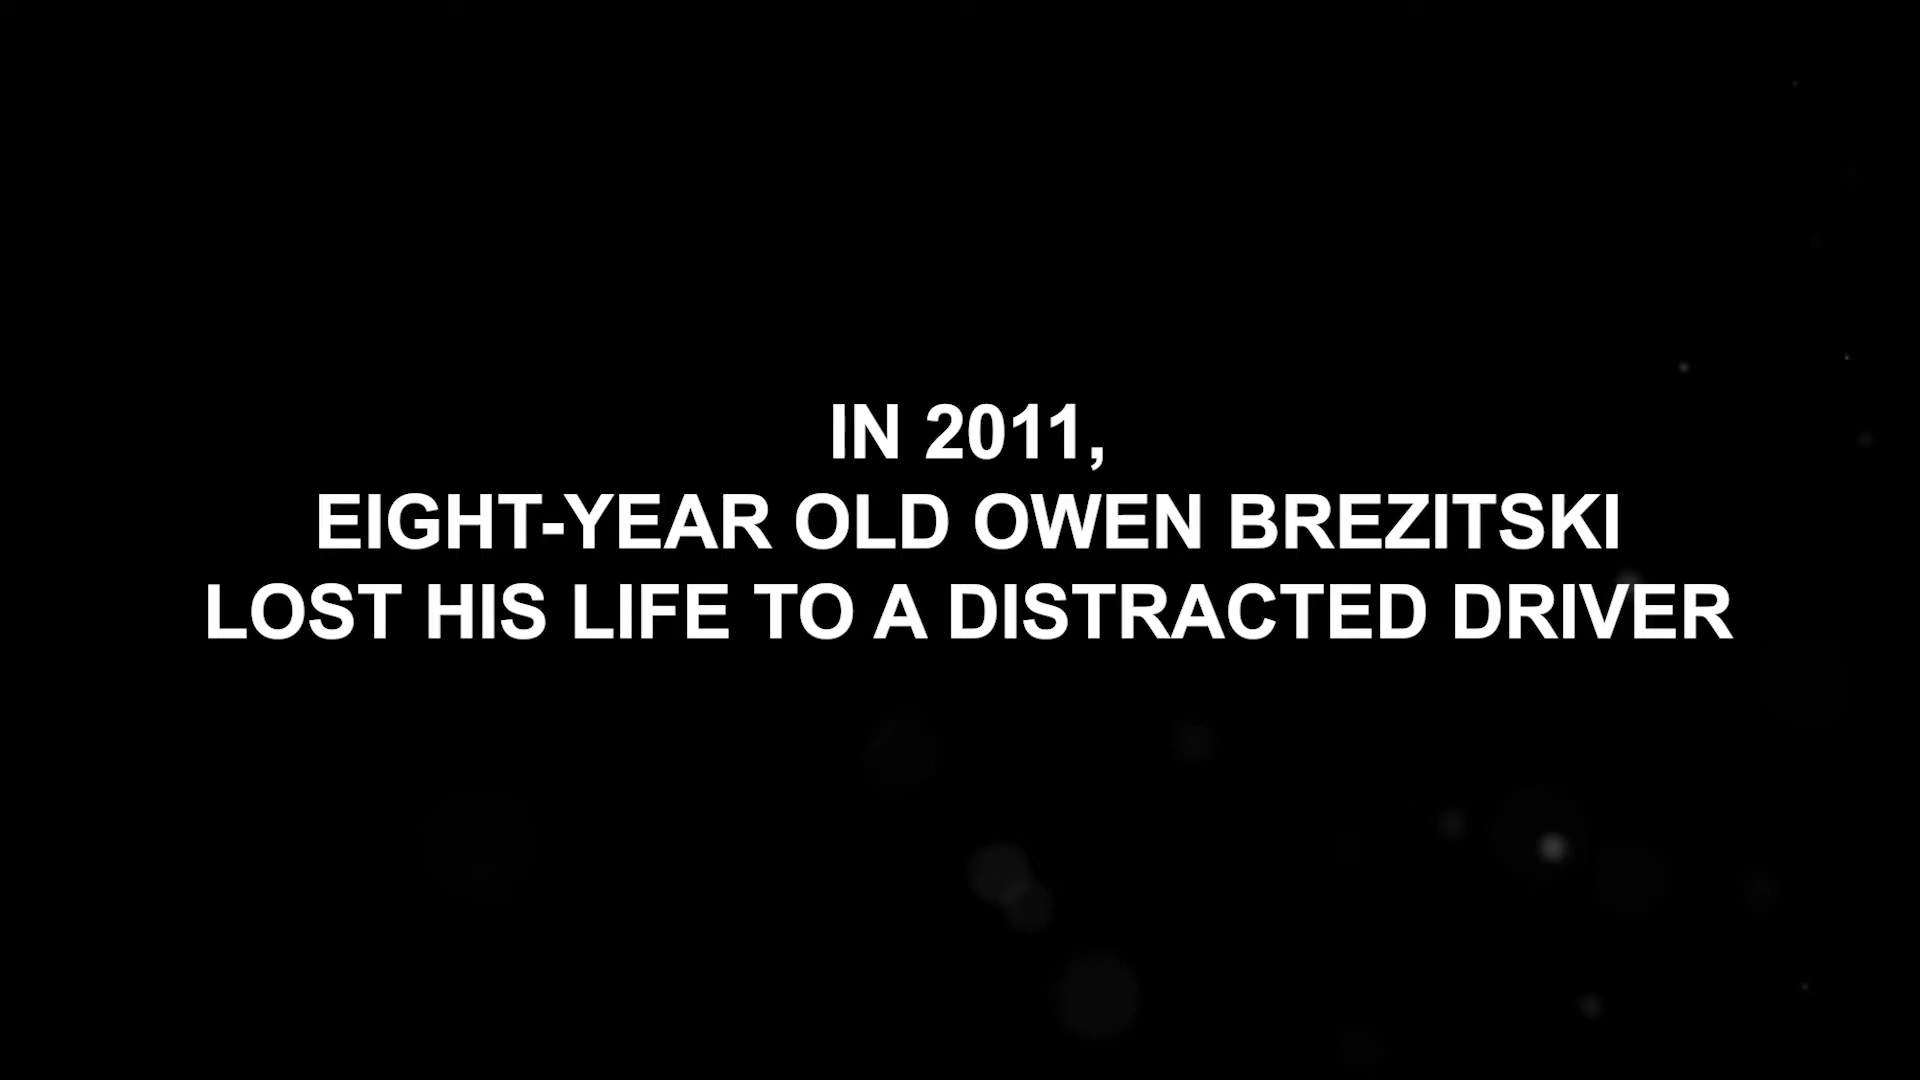 IN 2011,
EIGHT-YEAR OLD OWEN BREZITSKI
LOST HIS LIFE TO A DISTRACTED DRIVER